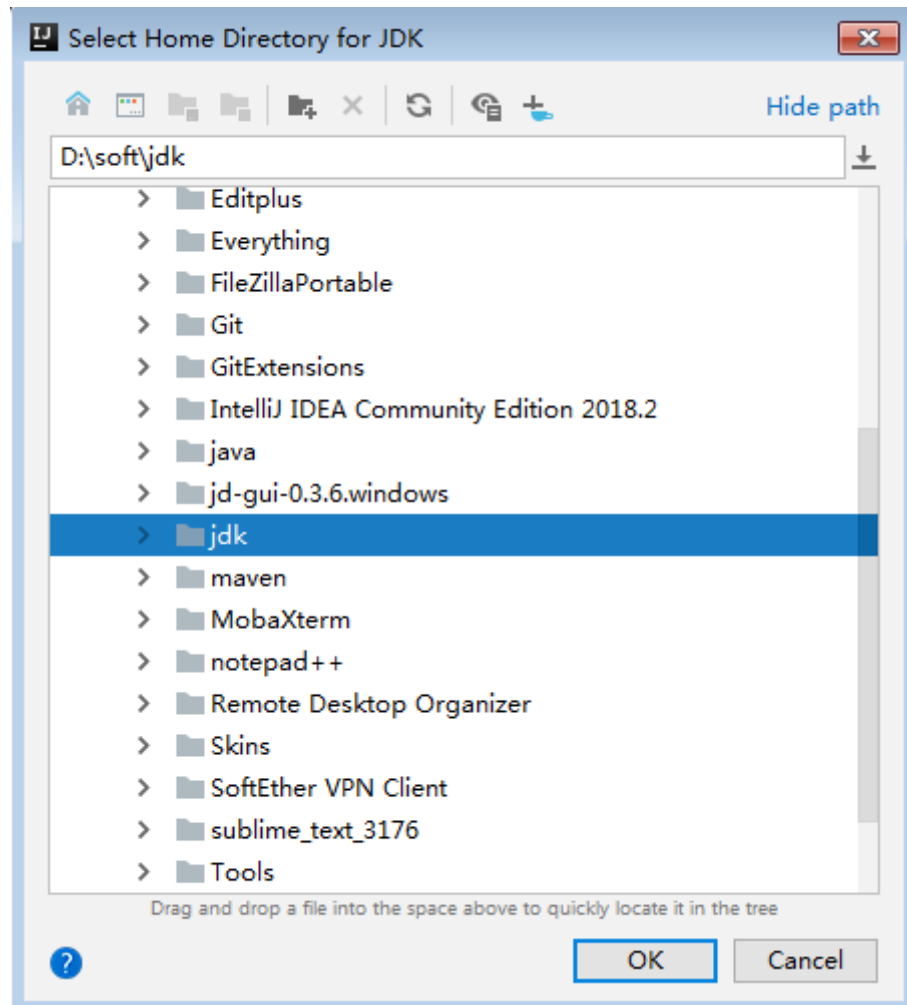 IJ Select Home Directory for JDK
Hide path
D:\soft\jdk
Editplus
Everything
FileZillaPortable
Git
GitExtensions
IntelliJ IDEA Community Edition 2018.2
java
jd-gui-0.3.6.windows
jdk
maven
MobaXterm
notepad++
Remote Desktop Organizer
Skins
SoftEther VPN Client
sublime_text_3176
Tools
Drag and drop a file into the space above to quickly locate it in the tree
? OK Cancel